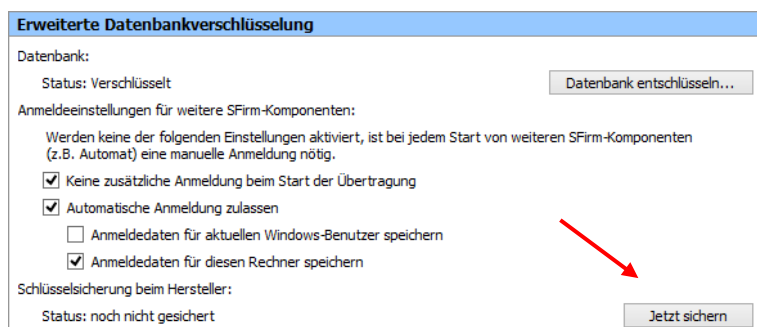 Erweiterte Datenbankverschlüsselung
Datenbank:
Status: Verschlüsselt
Datenbank entschlüsseln...
Anmeldeeinstellungen für weitere SFirm-Komponenten:
Werden keine der folgenden Einstellungen aktiviert, ist bei jedem Start von weiteren SFirm-Komponenten
(z.B. Automat) eine manuelle Anmeldung nötig.
Keine zusätzliche Anmeldung beim Start der Übertragung
Automatische Anmeldung zulassen
Anmeldedaten für aktuellen Windows-Benutzer speichern
Anmeldedaten für diesen Rechner speichern
Schlüsselsicherung beim Hersteller:
Status: noch nicht gesichert
Jetzt sichern